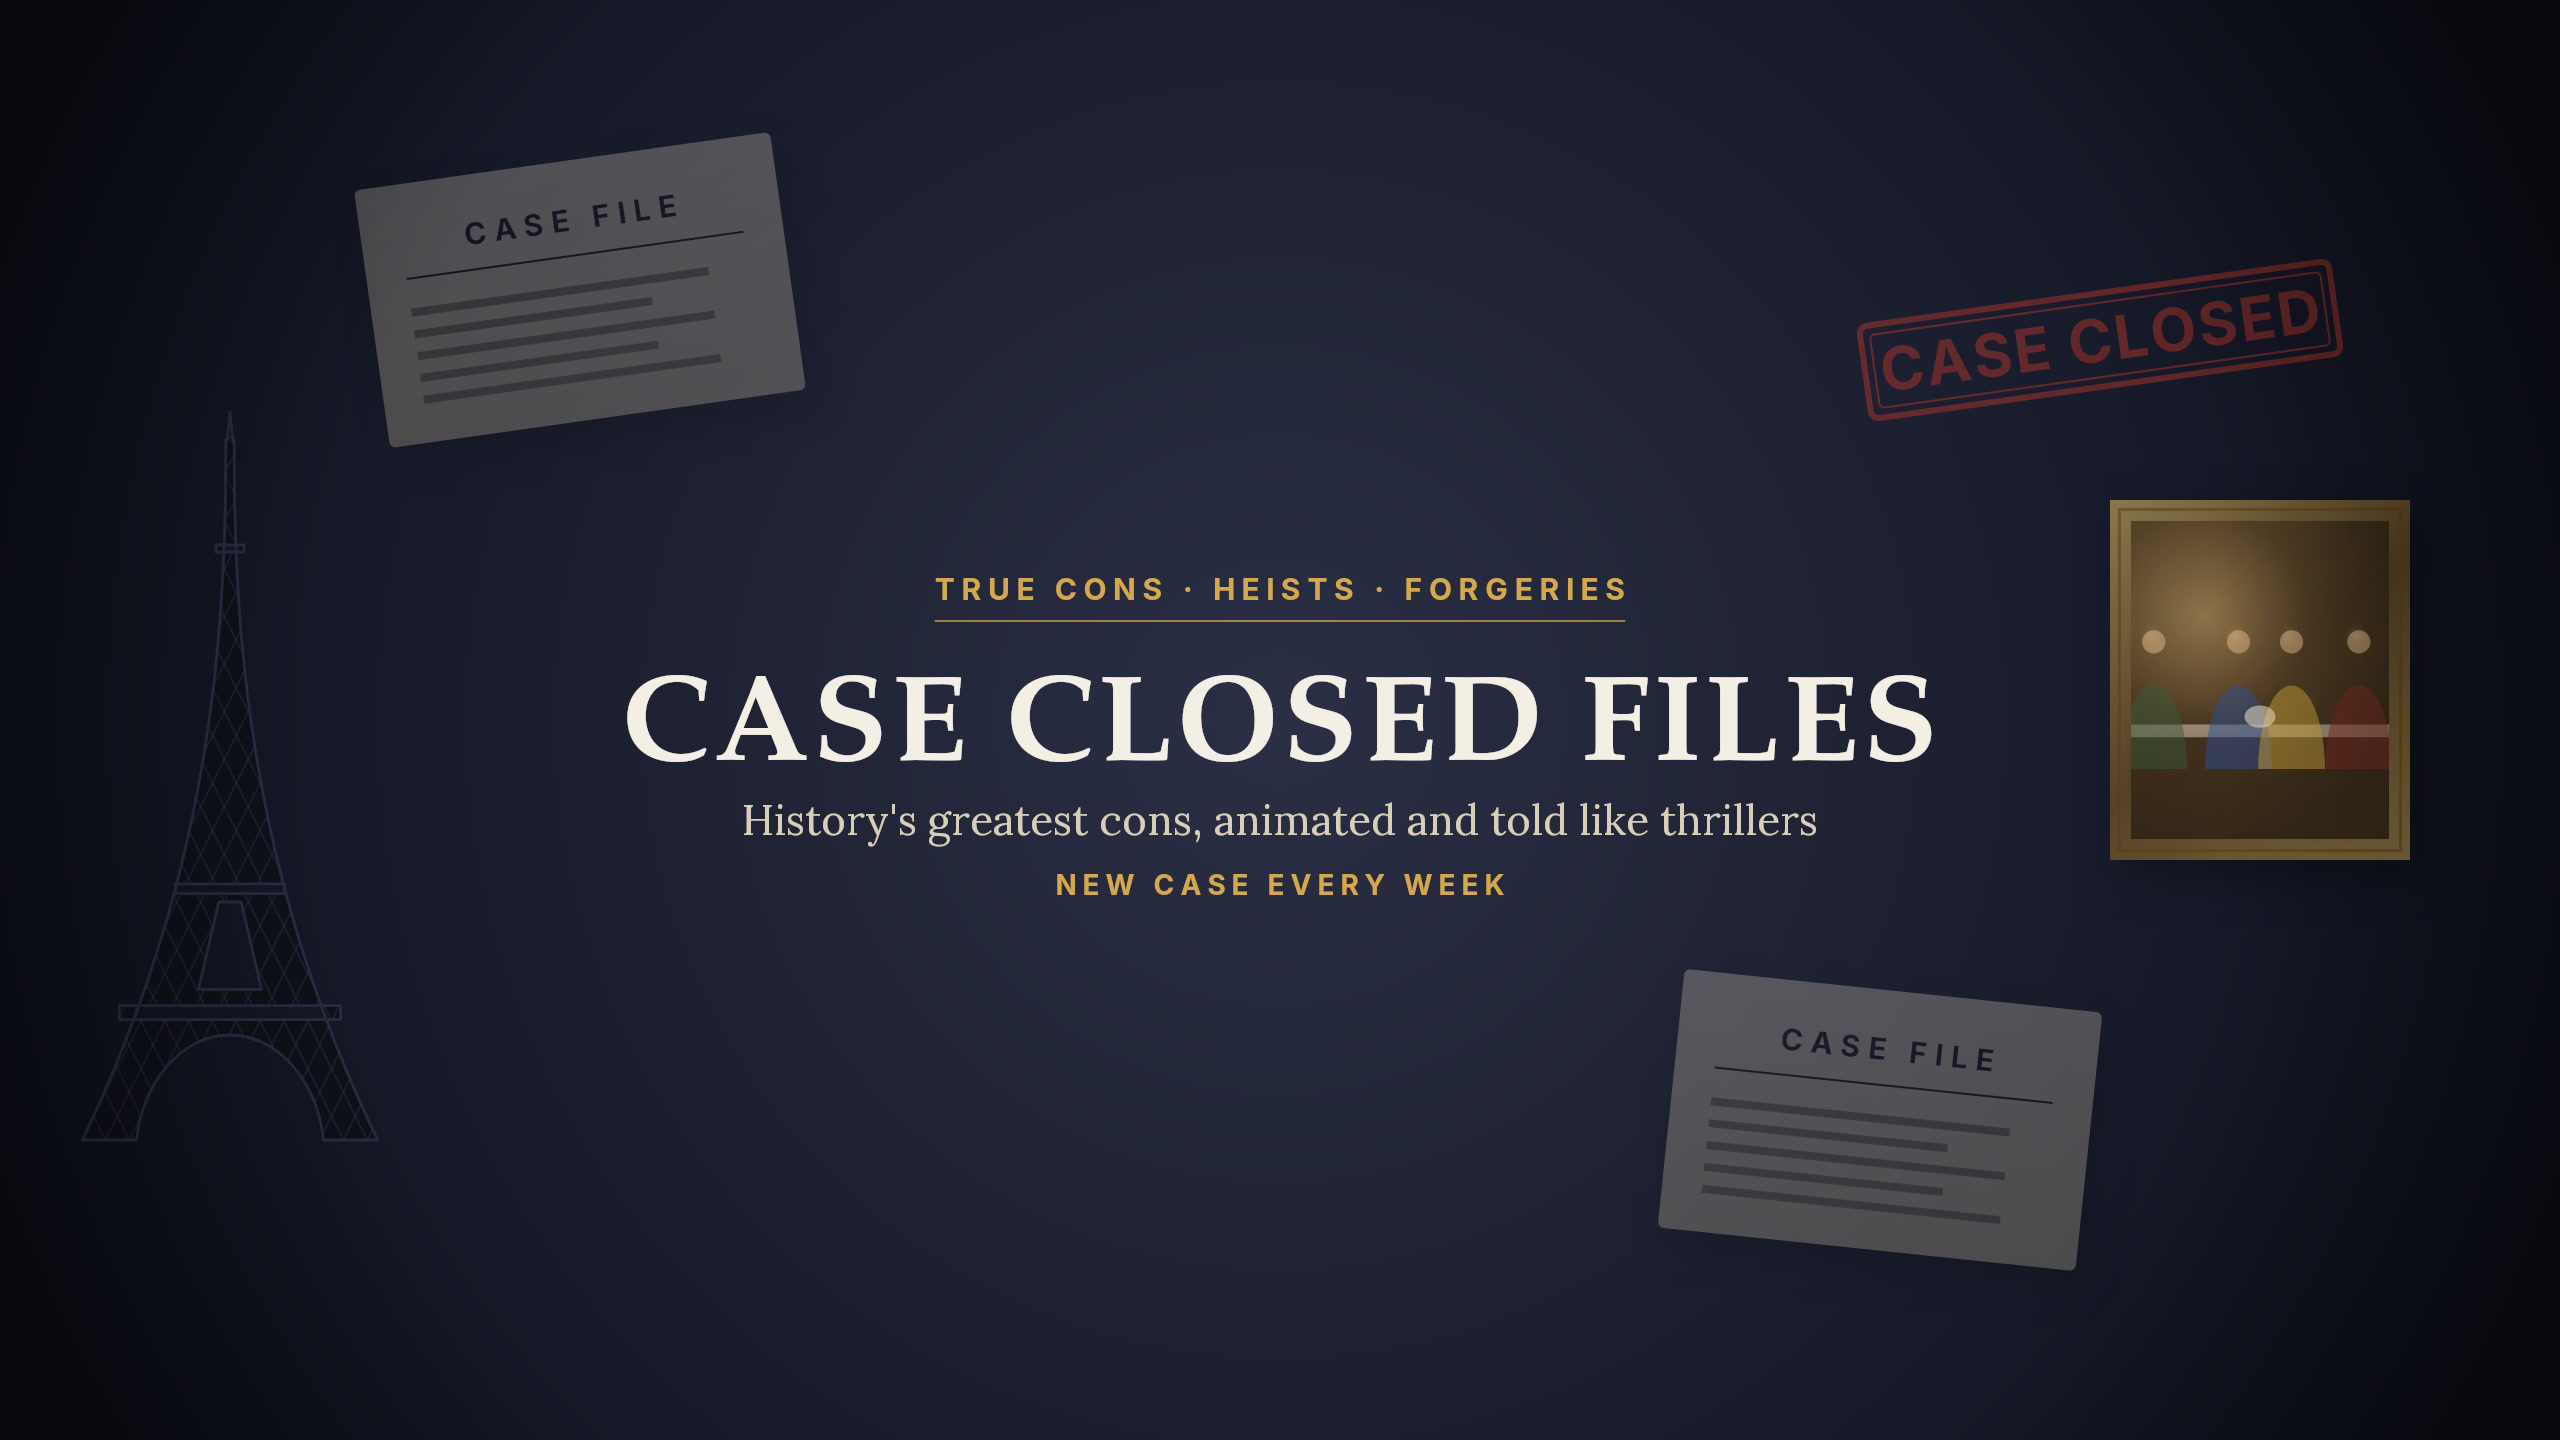 CASE FILE
CASE CLOSED
TRUE CONS · HEISTS · FORGERIES
CASE CLOSED FILES
History's greatest cons, animated and told like thrillers
NEW CASE EVERY WEEK
CASE FILE